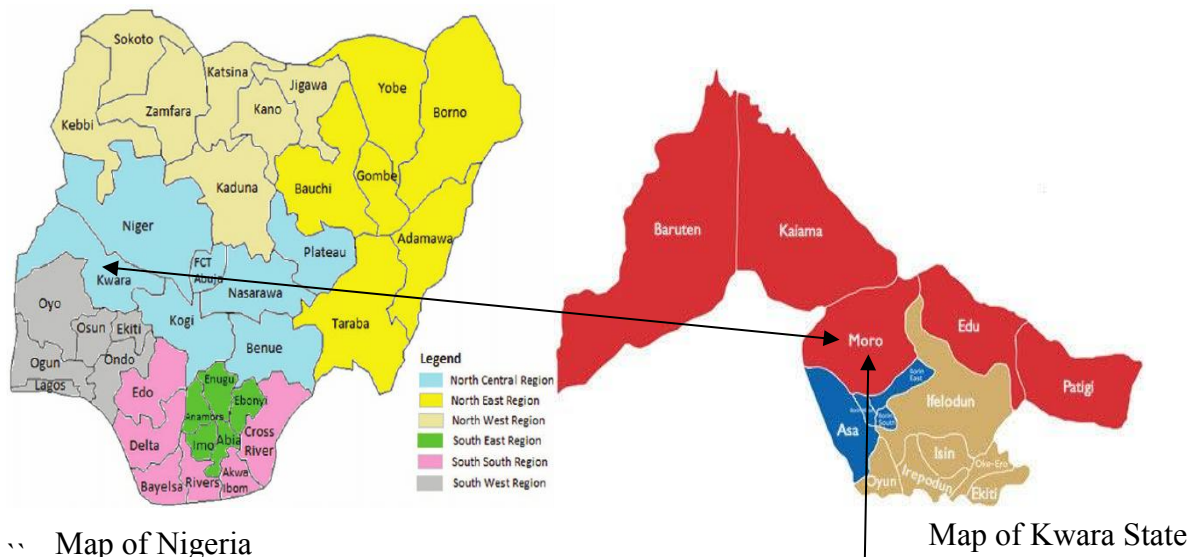 Sokoto
Katsina
Jigawa
Yobe
Borno
Zamfara
Kano
Kebbi
Kaduna
Bauchi
Gombe
Niger
Adamawa
Plateau
FCT
Abuja
Kwara
Nasarawa
Taraba
Oyo
Kogi
Osun
Ekiti
Benue
Ogun
Ondo
Lagos
Edo
Enugu
Ebonyi
Anambra
Delta
Imo
Abia
Cross
River
Bayelsa
Rivers
Akwa
Ibom
Legend
North Central Region
North East Region
North West Region
South East Region
South South Region
South West Region
Baruten
Kaiama
Moro
Edu
Patigi
Ilorin
East
Ifelodun
Asa
South
Isin
Oke-Ero
Oyun
Irepodun
Ekiti
`` Map of Nigeria
Map of Kwara State